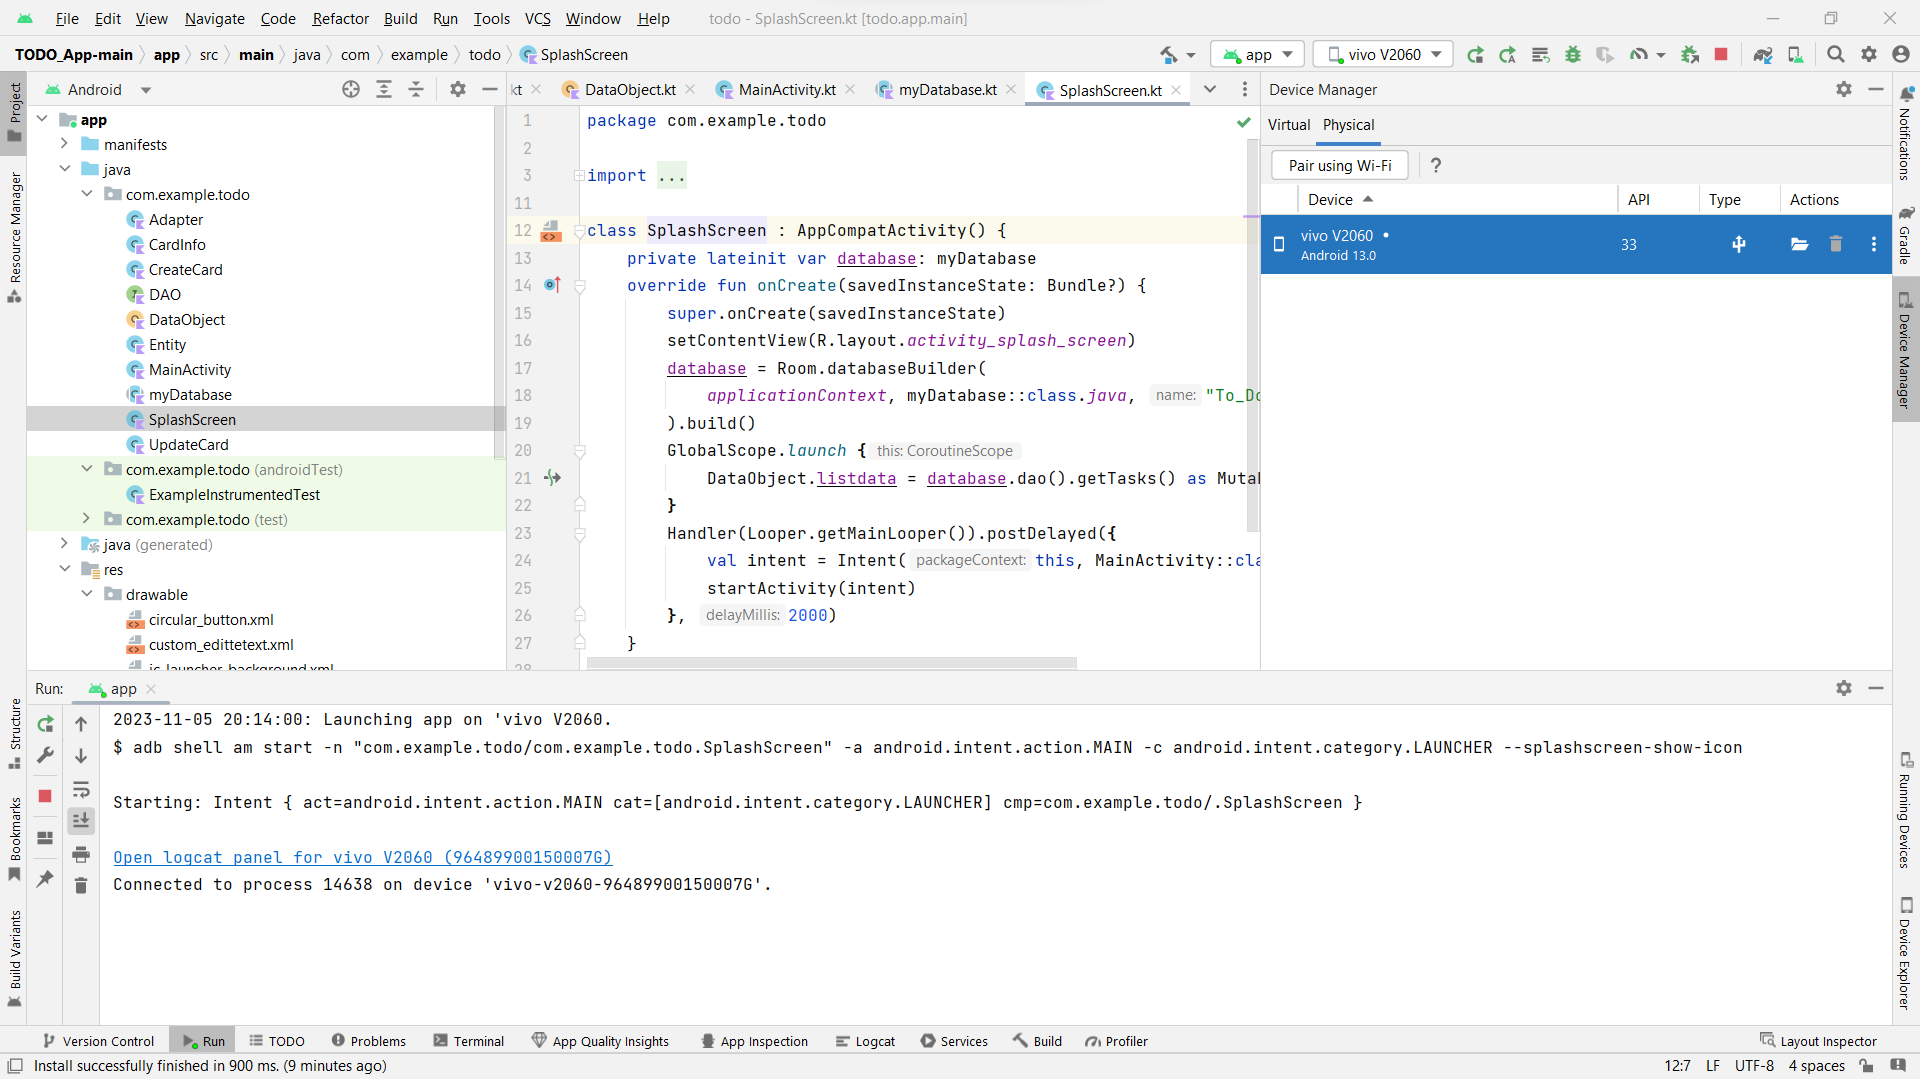 File Edit View Navigate Code Refactor Build Run Tools VCS Window Help todo - SplashScreen.kt [todo.app.main]
TODO_App-main app src main java com example todo SplashScreen app vivo V2060
Project
Resource Manager
Structure
Bookmarks
Build Variants
Android
app
manifests
java
com.example.todo
Adapter
CardInfo
CreateCard
DAO
DataObject
Entity
MainActivity
myDatabase
SplashScreen
UpdateCard
com.example.todo (androidTest)
ExampleInstrumentedTest
com.example.todo (test)
java (generated)
res
drawable
circular_button.xml
custom_edittetext.xml
ic_launcher_background.xml
kt DataObject.kt MainActivity.kt myDatabase.kt SplashScreen.kt
1 package com.example.todo
2
3 import ...
11
12 class SplashScreen : AppCompatActivity() {
13 private lateinit var database: myDatabase
14 override fun onCreate(savedInstanceState: Bundle?) {
15 super.onCreate(savedInstanceState)
16 setContentView(R.layout.activity_splash_screen)
17 database = Room.databaseBuilder(
18 applicationContext, myDatabase::class.java, name: "To_Do
19 ).build()
20 GlobalScope.launch { this: CoroutineScope
21 DataObject.listdata = database.dao().getTasks() as Mutab
22 }
23 Handler(Looper.getMainLooper()).postDelayed({
24 val intent = Intent( packageContext: this, MainActivity::cla
25 startActivity(intent)
26 }, delayMillis: 2000)
27 }
28
Device Manager
Virtual Physical
Pair using Wi-Fi ?
Device API Type Actions
vivo V2060 33
Android 13.0
Notifications
Gradle
Device Manager
Running Devices
Device Explorer
Run: app
2023-11-05 20:14:00: Launching app on 'vivo V2060.
$ adb shell am start -n "com.example.todo/com.example.todo.SplashScreen" -a android.intent.action.MAIN -c android.intent.category.LAUNCHER --splashscreen-show-icon
Starting: Intent { act=android.intent.action.MAIN cat=[android.intent.category.LAUNCHER] cmp=com.example.todo/.SplashScreen }
Open logcat panel for vivo V2060 (96489900150007G)
Connected to process 14638 on device 'vivo-v2060-96489900150007G'.
Version Control Run TODO Problems Terminal App Quality Insights App Inspection Logcat Services Build Profiler Layout Inspector
Install successfully finished in 900 ms. (9 minutes ago) 12:7 LF UTF-8 4 spaces